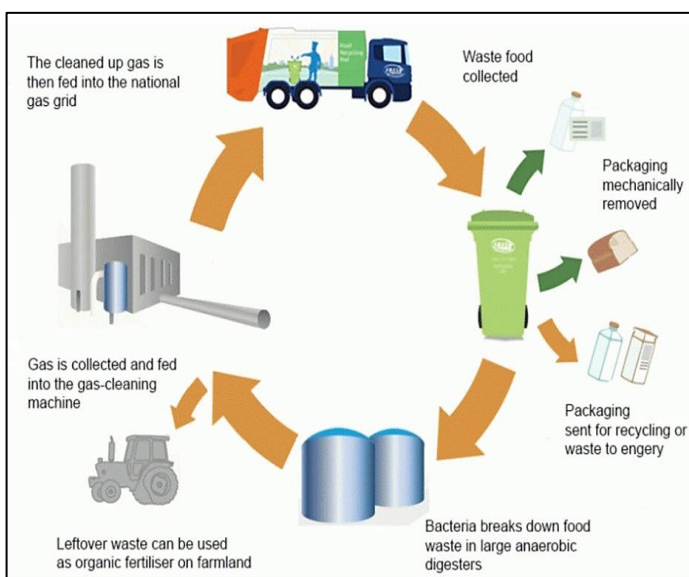 The cleaned up gas is
then fed into the national
gas grid
Waste food
collected
Packaging
mechanically
removed
Packaging
sent for recycling or
waste to engery
Bacteria breaks down food
waste in large anaerobic
digesters
Gas is collected and fed
into the gas-cleaning
machine
Leftover waste can be used
as organic fertiliser on farmland